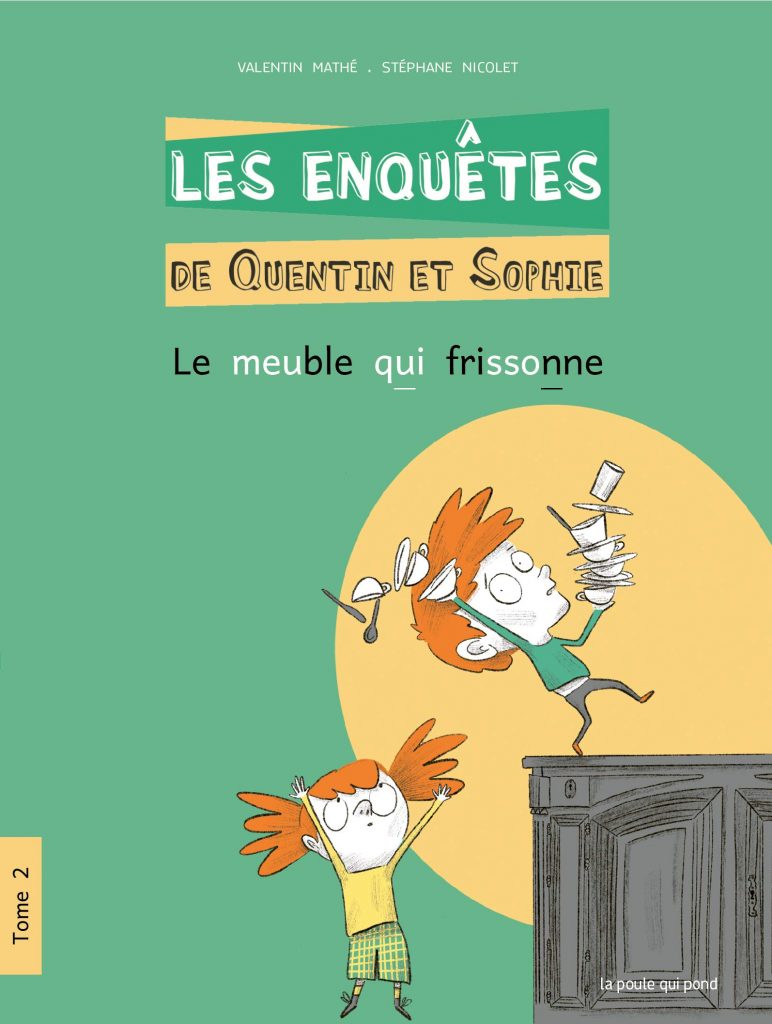 VALENTIN MATHÉ . STÉPHANE NICOLET
LES ENQUÊTES
DE QUENTIN ET SOPHIE
Le meuble qui frissonne
Tome 2
la poule qui pond